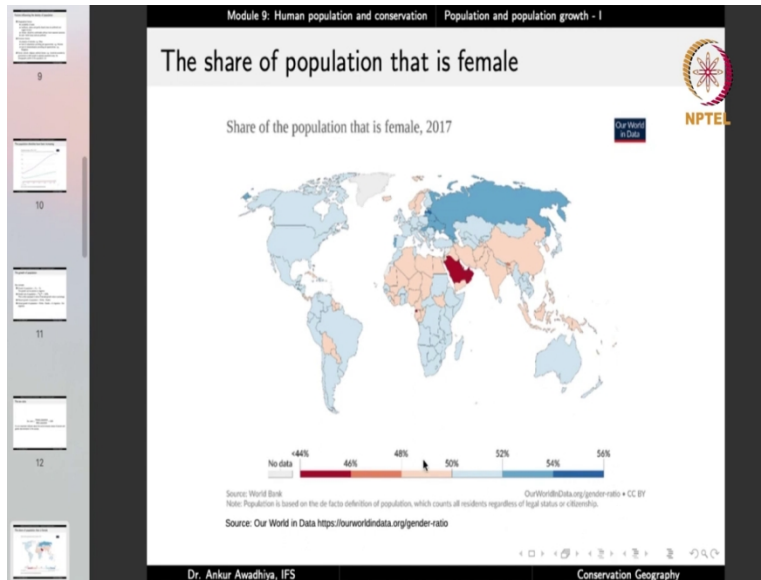 Module 9: Human population and conservation Population and population growth - I
The share of population that is female
NPTEL
Share of the population that is female, 2017
Our World
in Data
No data
<44%
46%
48%
50%
52%
54%
56%
Source: World Bank
OurWorldInData.org/gender-ratio • CC BY
Note: Population is based on the de facto definition of population, which counts all residents regardless of legal status or citizenship.
Source: Our World in Data https://ourworldindata.org/gender-ratio
Dr. Ankur Awadhiya, IFS Conservation Geography
9
10
11
12